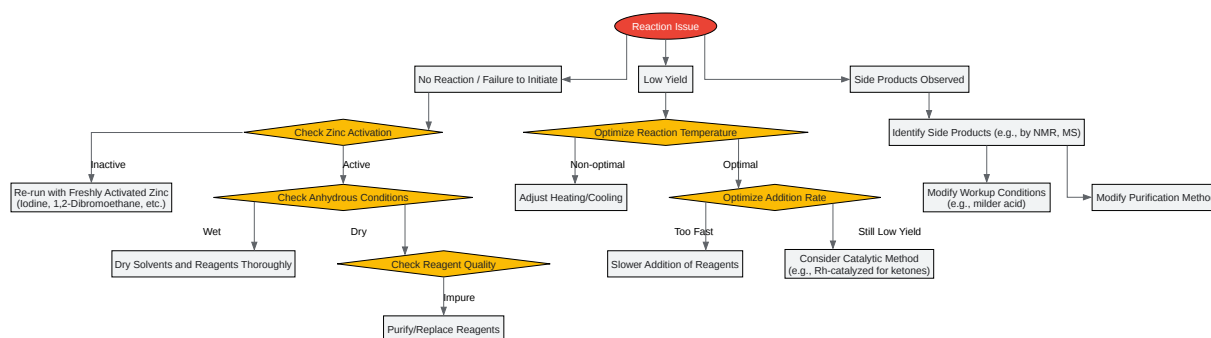 Reaction Issue
No Reaction / Failure to Initiate
Low Yield
Side Products Observed
Check Zinc Activation
Optimize Reaction Temperature
Identify Side Products (e.g., by NMR, MS)
Inactive
Active
Non-optimal
Optimal
Re-run with Freshly Activated Zinc
(Iodine, 1,2-Dibromoethane, etc.)
Check Anhydrous Conditions
Adjust Heating/Cooling
Optimize Addition Rate
Modify Workup Conditions
(e.g., milder acid)
Modify Purification Method
Wet
Dry
Too Fast
Still Low Yield
Dry Solvents and Reagents Thoroughly
Check Reagent Quality
Slower Addition of Reagents
Consider Catalytic Method
(e.g., Rh-catalyzed for ketones)
Impure
Purify/Replace Reagents